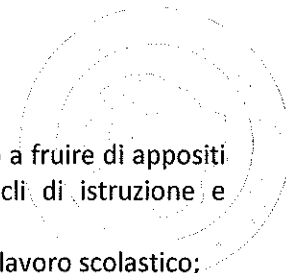 a fruire di appositi
cli di istruzione e
lavoro scolastico;